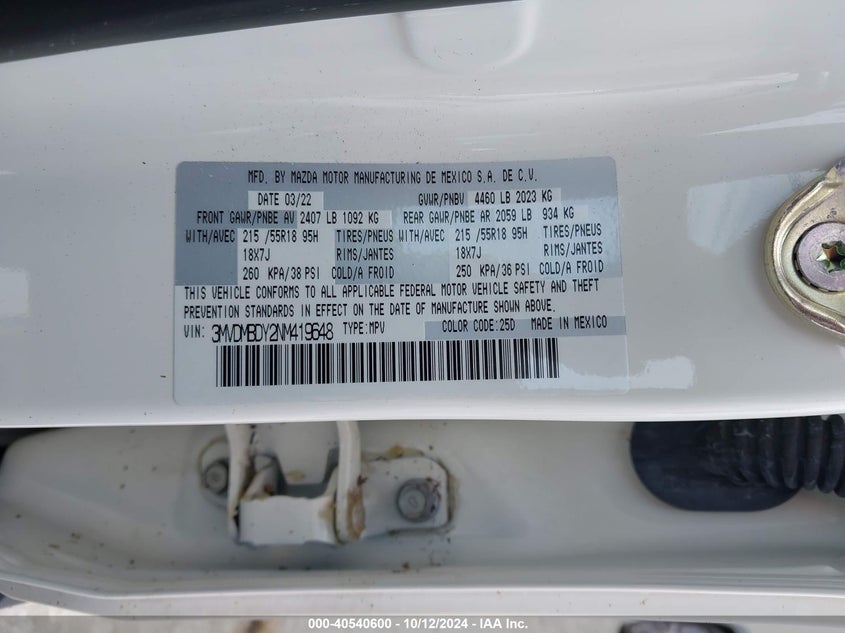 MFD. BY MAZDA MOTOR MANUFACTURING DE MEXICO S.A. DE C.V.
DATE 03/22 GVWR/PNBV 4460 LB 2023 KG
FRONT GAWR/PNBE AV 2407 LB 1092 KG REAR GAWR/PNBE AR 2059 LB 934 KG
WITH/AVEC 215 /55R18 95H TIRES/PNEUS WITH/AVEC 215 /55R18 95H TIRES/PNEUS
18X7J RIMS/JANTES 18X7J RIMS/JANTES
260 KPA/38 PSI COLD/A FROID 250 KPA/36 PSI COLD/A FROID
THIS VEHICLE CONFORMS TO ALL APPLICABLE FEDERAL MOTOR VEHICLE SAFETY AND THEFT
PREVENTION STANDARDS IN EFFECT ON THE DATE OF MANUFACTURE SHOWN ABOVE.
VIN: 3MVDMBDY2NM419648 TYPE:MPV COLOR CODE:25D MADE IN MEXICO
000-40540600 - 10/12/2024 - IAA Inc.